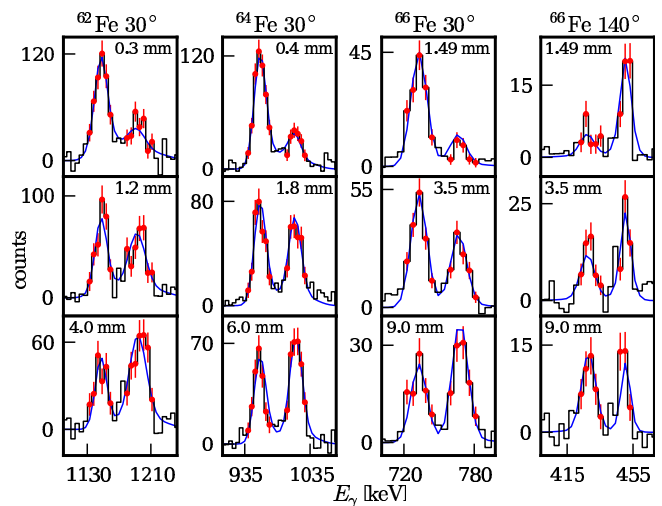 ⁶²Fe 30° ⁶⁴Fe 30° ⁶⁶Fe 30° ⁶⁶Fe 140°
120 0.3 mm 120 0.4 mm 45 1.49 mm 1.49 mm
15
0 0 0 0
100 1.2 mm 80 1.8 mm 55 3.5 mm 25 3.5 mm
counts
0 0 0 0
60 4.0 mm 70 6.0 mm 30 9.0 mm 15 9.0 mm
0 0 0 0
1130 1210 935 1035 720 780 415 455
Eγ [keV]